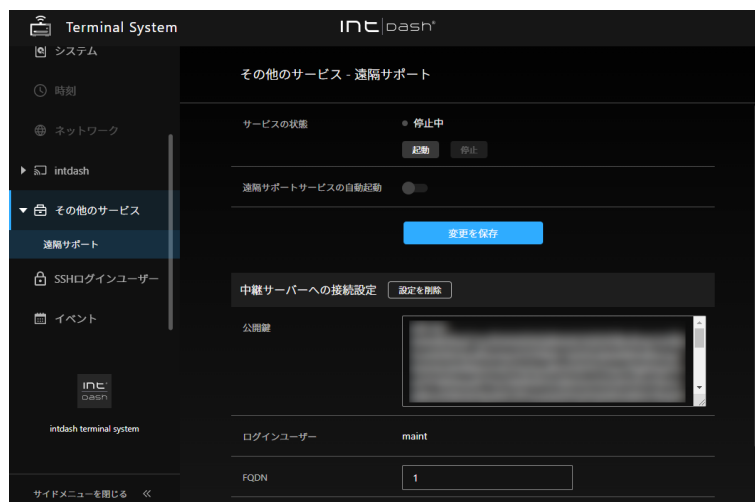 Terminal System
intdash®
システム
時刻
ネットワーク
intdash
その他のサービス
遠隔サポート
SSHログインユーザー
イベント
intdash
intdash terminal system
サイドメニューを閉じる
その他のサービス - 遠隔サポート
サービスの状態
停止中
起動 停止
遠隔サポートサービスの自動起動
変更を保存
中継サーバーへの接続設定 設定を削除
公開鍵
ログインユーザー maint
FQDN 1